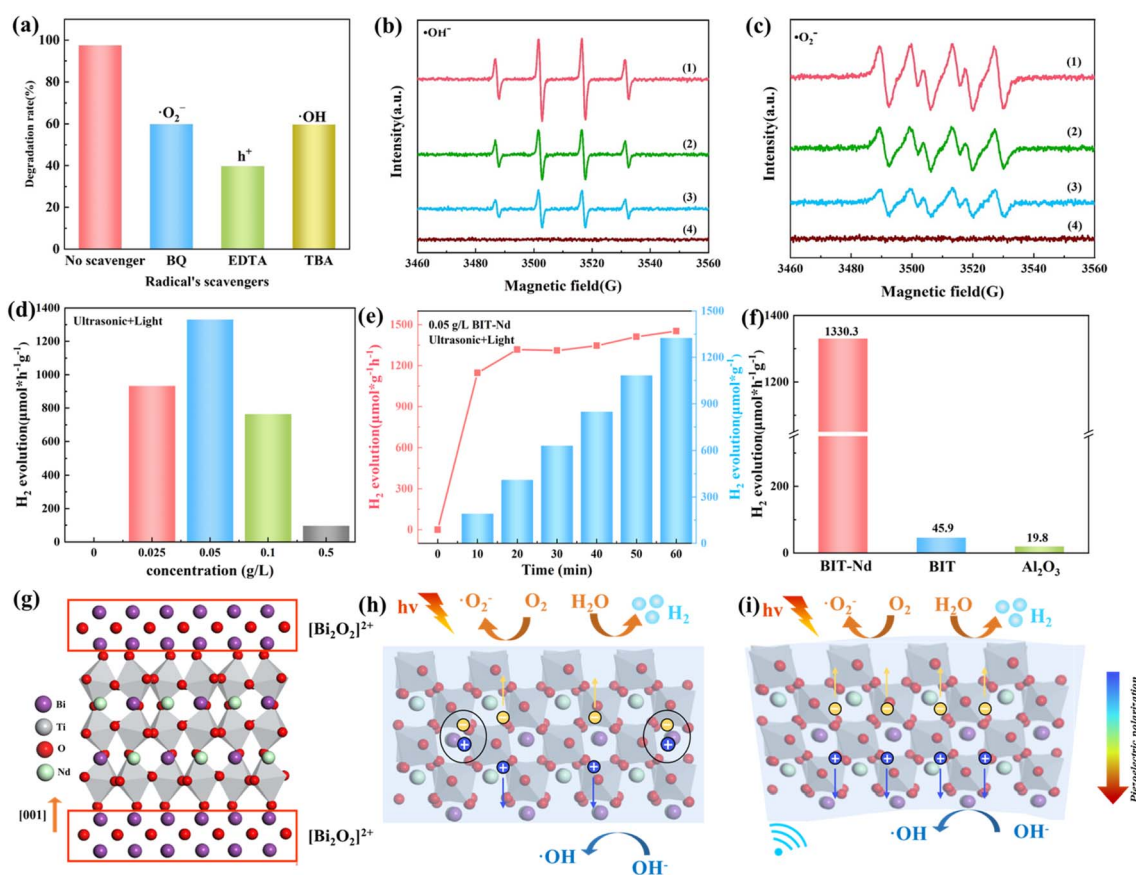 (a)
100
80
60
40
20
0
Degradation rate(%)
·O₂⁻
h⁺
·OH
No scavenger BQ EDTA TBA
Radical's scavengers
(b)
•OH⁻
(1)
(2)
(3)
(4)
Intensity(a.u.)
3460 3480 3500 3520 3540 3560
Magnetic field(G)
(c)
•O₂⁻
(1)
(2)
(3)
(4)
Intensity(a.u.)
3460 3480 3500 3520 3540 3560
Magnetic field(G)
(d)
Ultrasonic+Light
1400
1200
1000
800
600
400
200
0
H₂ evolution(μmol*h⁻¹g⁻¹)
0 0.025 0.05 0.1 0.5
concentration (g/L)
(e)
0.05 g/L BIT-Nd
Ultrasonic+Light
1500
1200
900
600
300
0
H₂ evolution(μmol*g⁻¹h⁻¹)
1500
1200
900
600
300
0
H₂ evolution(μmol*h⁻¹g⁻¹)
0 10 20 30 40 50 60
Time (min)
(f)
1330.3
45.9
19.8
1200
200
0
H₂ evolution(μmol*h⁻¹g⁻¹)
BIT-Nd BIT Al₂O₃
(g)
[Bi₂O₂]²⁺
Bi
Ti
O
Nd
[001]
[Bi₂O₂]²⁺
(h)
hv
·O₂⁻ O₂ H₂O H₂
·OH OH⁻
(i)
hv
·O₂⁻ O₂ H₂O H₂
·OH OH⁻
Piezoelectric polarization